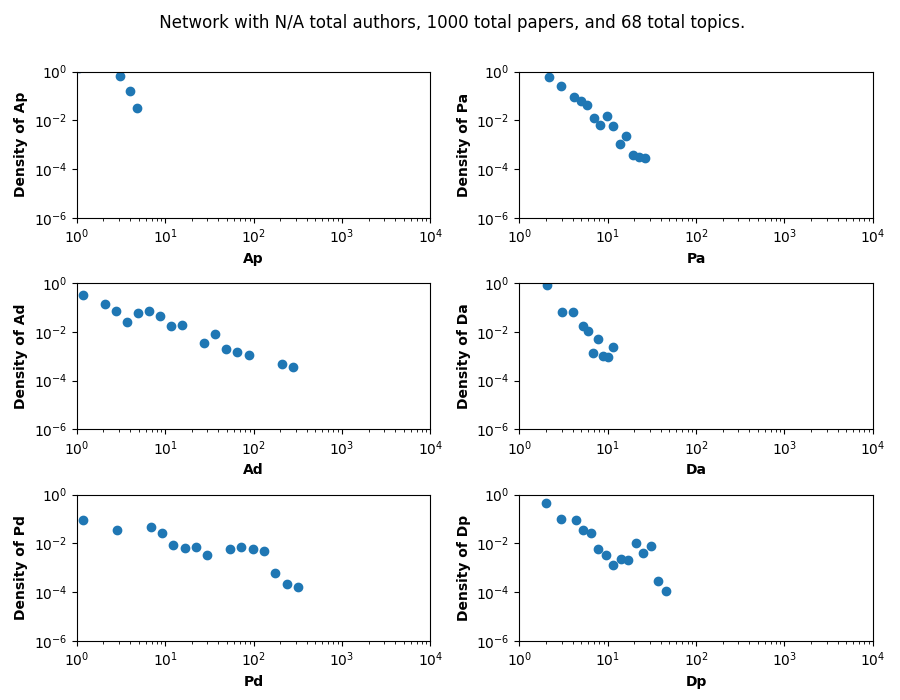 Network with N/A total authors, 1000 total papers, and 68 total topics.
10^0
10^-2
10^-4
10^-6
Density of Ap
10^0 10^1 10^2 10^3 10^4
Ap
10^0
10^-2
10^-4
10^-6
Density of Pa
10^0 10^1 10^2 10^3 10^4
Pa
10^0
10^-2
10^-4
10^-6
Density of Ad
10^0 10^1 10^2 10^3 10^4
Ad
10^0
10^-2
10^-4
10^-6
Density of Da
10^0 10^1 10^2 10^3 10^4
Da
10^0
10^-2
10^-4
10^-6
Density of Pd
10^0 10^1 10^2 10^3 10^4
Pd
10^0
10^-2
10^-4
10^-6
Density of Dp
10^0 10^1 10^2 10^3 10^4
Dp